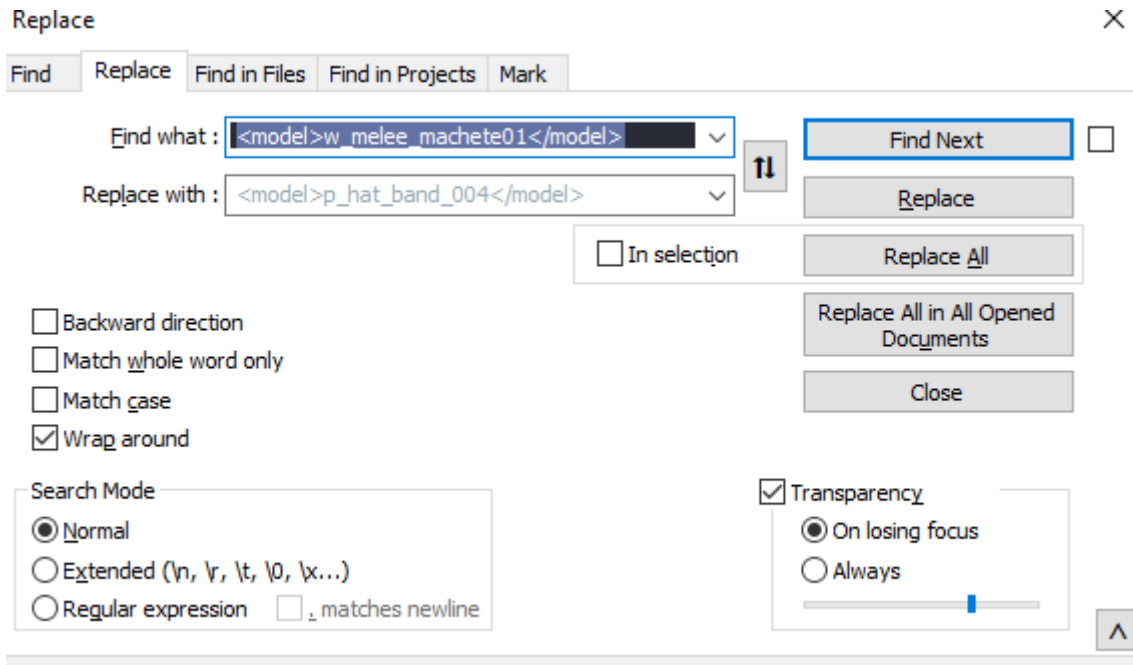 Replace
Find Replace Find in Files Find in Projects Mark
Find what : <model>w_melee_machete01</model> Find Next
Replace with : <model>p_hat_band_004</model> Replace
In selection Replace All
Backward direction Replace All in All Opened
Documents
Match whole word only
Match case Close
Wrap around
Search Mode Transparency
Normal On losing focus
Extended (\n, \r, \t, \0, \x...) Always
Regular expression . matches newline